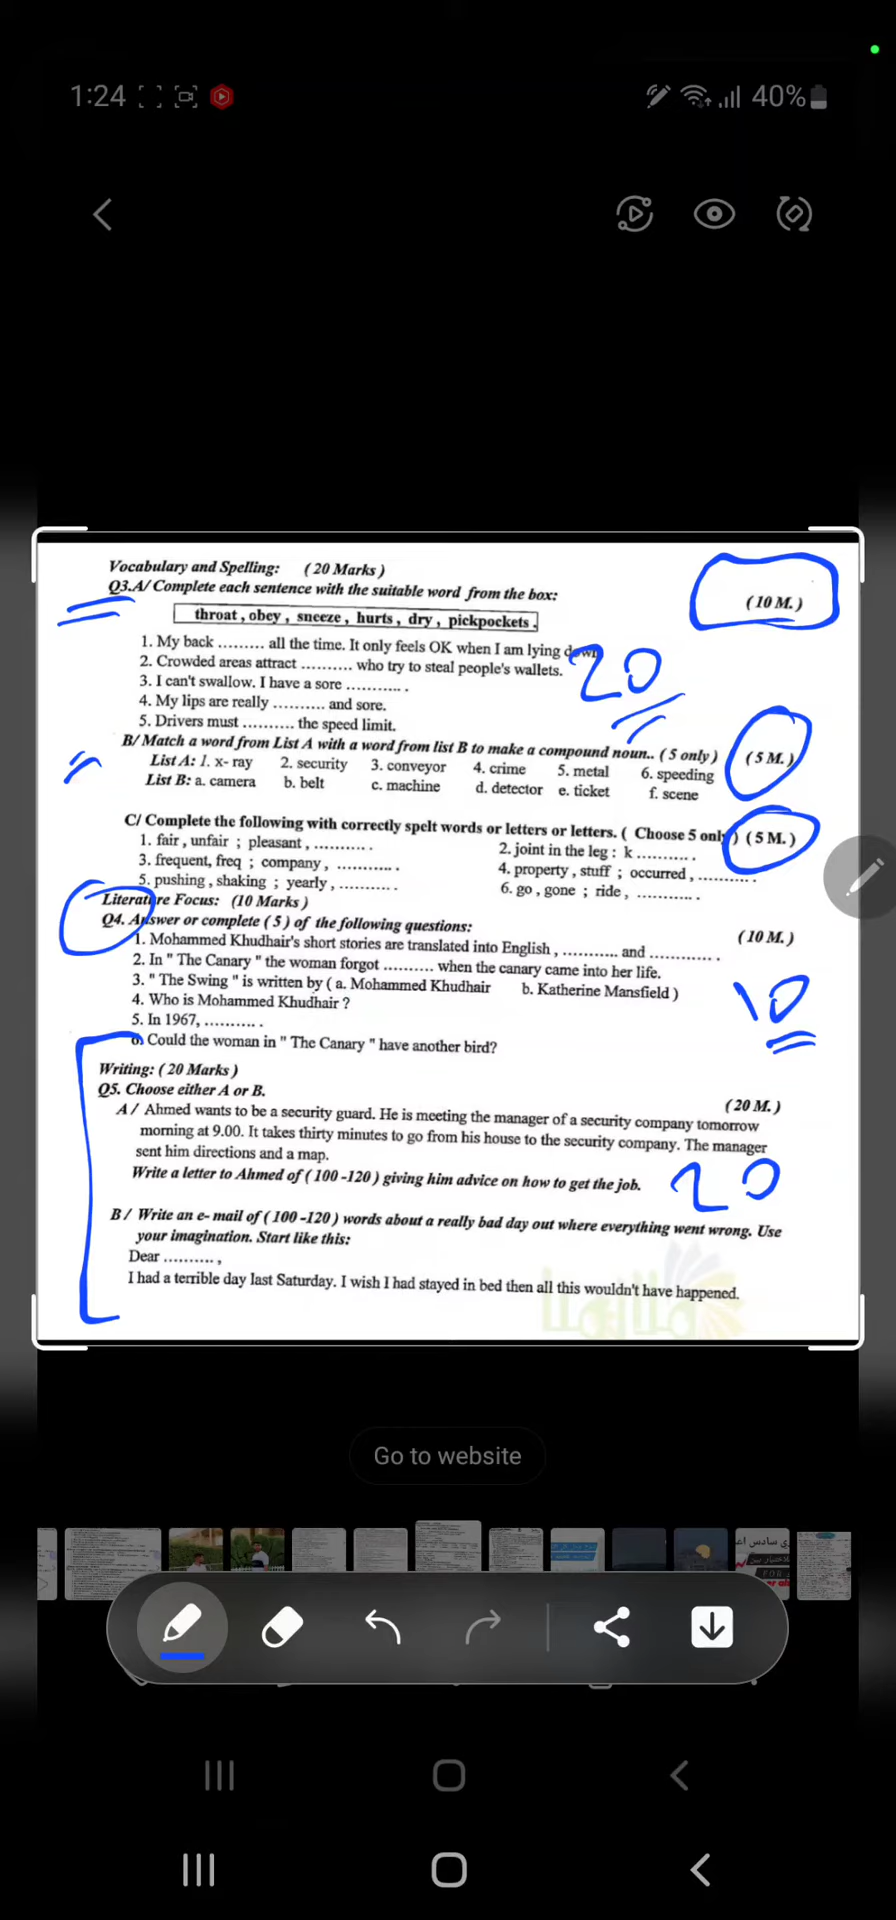 1:24
40%
Vocabulary and Spelling: ( 20 Marks )
Q3.A/ Complete each sentence with the suitable word from the box:
(10 M.)
throat , obey , sneeze , hurts , dry , pickpockets .
1. My back ......... all the time. It only feels OK when I am lying down
2. Crowded areas attract .......... who try to steal people's wallets.
20
3. I can't swallow. I have a sore ........... .
4. My lips are really .......... and sore.
5. Drivers must .......... the speed limit.
B/ Match a word from List A with a word from list B to make a compound noun.. ( 5 only )
(5 M.)
List A: 1. x- ray 2. security 3. conveyor 4. crime 5. metal 6. speeding
List B: a. camera b. belt c. machine d. detector e. ticket f. scene
C/ Complete the following with correctly spelt words or letters or letters. ( Choose 5 only ) (5 M.)
1. fair , unfair ; pleasant , .......... .
2. joint in the leg : k .......... .
3. frequent, freq ; company , ........... .
4. property , stuff ; occurred , .......... .
5. pushing , shaking ; yearly , .......... .
6. go , gone ; ride , ........... .
Literature Focus: (10 Marks )
Q4. Answer or complete ( 5 ) of the following questions:
(10 M.)
1. Mohammed Khudhair's short stories are translated into English , .......... and ........... .
2. In " The Canary " the woman forgot ......... when the canary came into her life.
3. " The Swing " is written by ( a. Mohammed Khudhair b. Katherine Mansfield )
10
4. Who is Mohammed Khudhair ?
5. In 1967, .......... .
6) Could the woman in " The Canary " have another bird?
Writing: ( 20 Marks )
Q5. Choose either A or B.
(20 M.)
A / Ahmed wants to be a security guard. He is meeting the manager of a security company tomorrow
morning at 9.00. It takes thirty minutes to go from his house to the security company. The manager
sent him directions and a map.
Write a letter to Ahmed of ( 100 -120 ) giving him advice on how to get the job.
20
B / Write an e- mail of ( 100 -120 ) words about a really bad day out where everything went wrong. Use
your imagination. Start like this:
Dear .......... ,
I had a terrible day last Saturday. I wish I had stayed in bed then all this wouldn't have happened.
Go to website